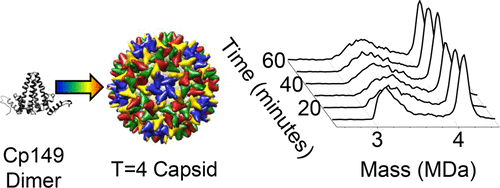 Cp149
Dimer
T=4 Capsid
Time (minutes)
60
40
20
3
4
Mass (MDa)